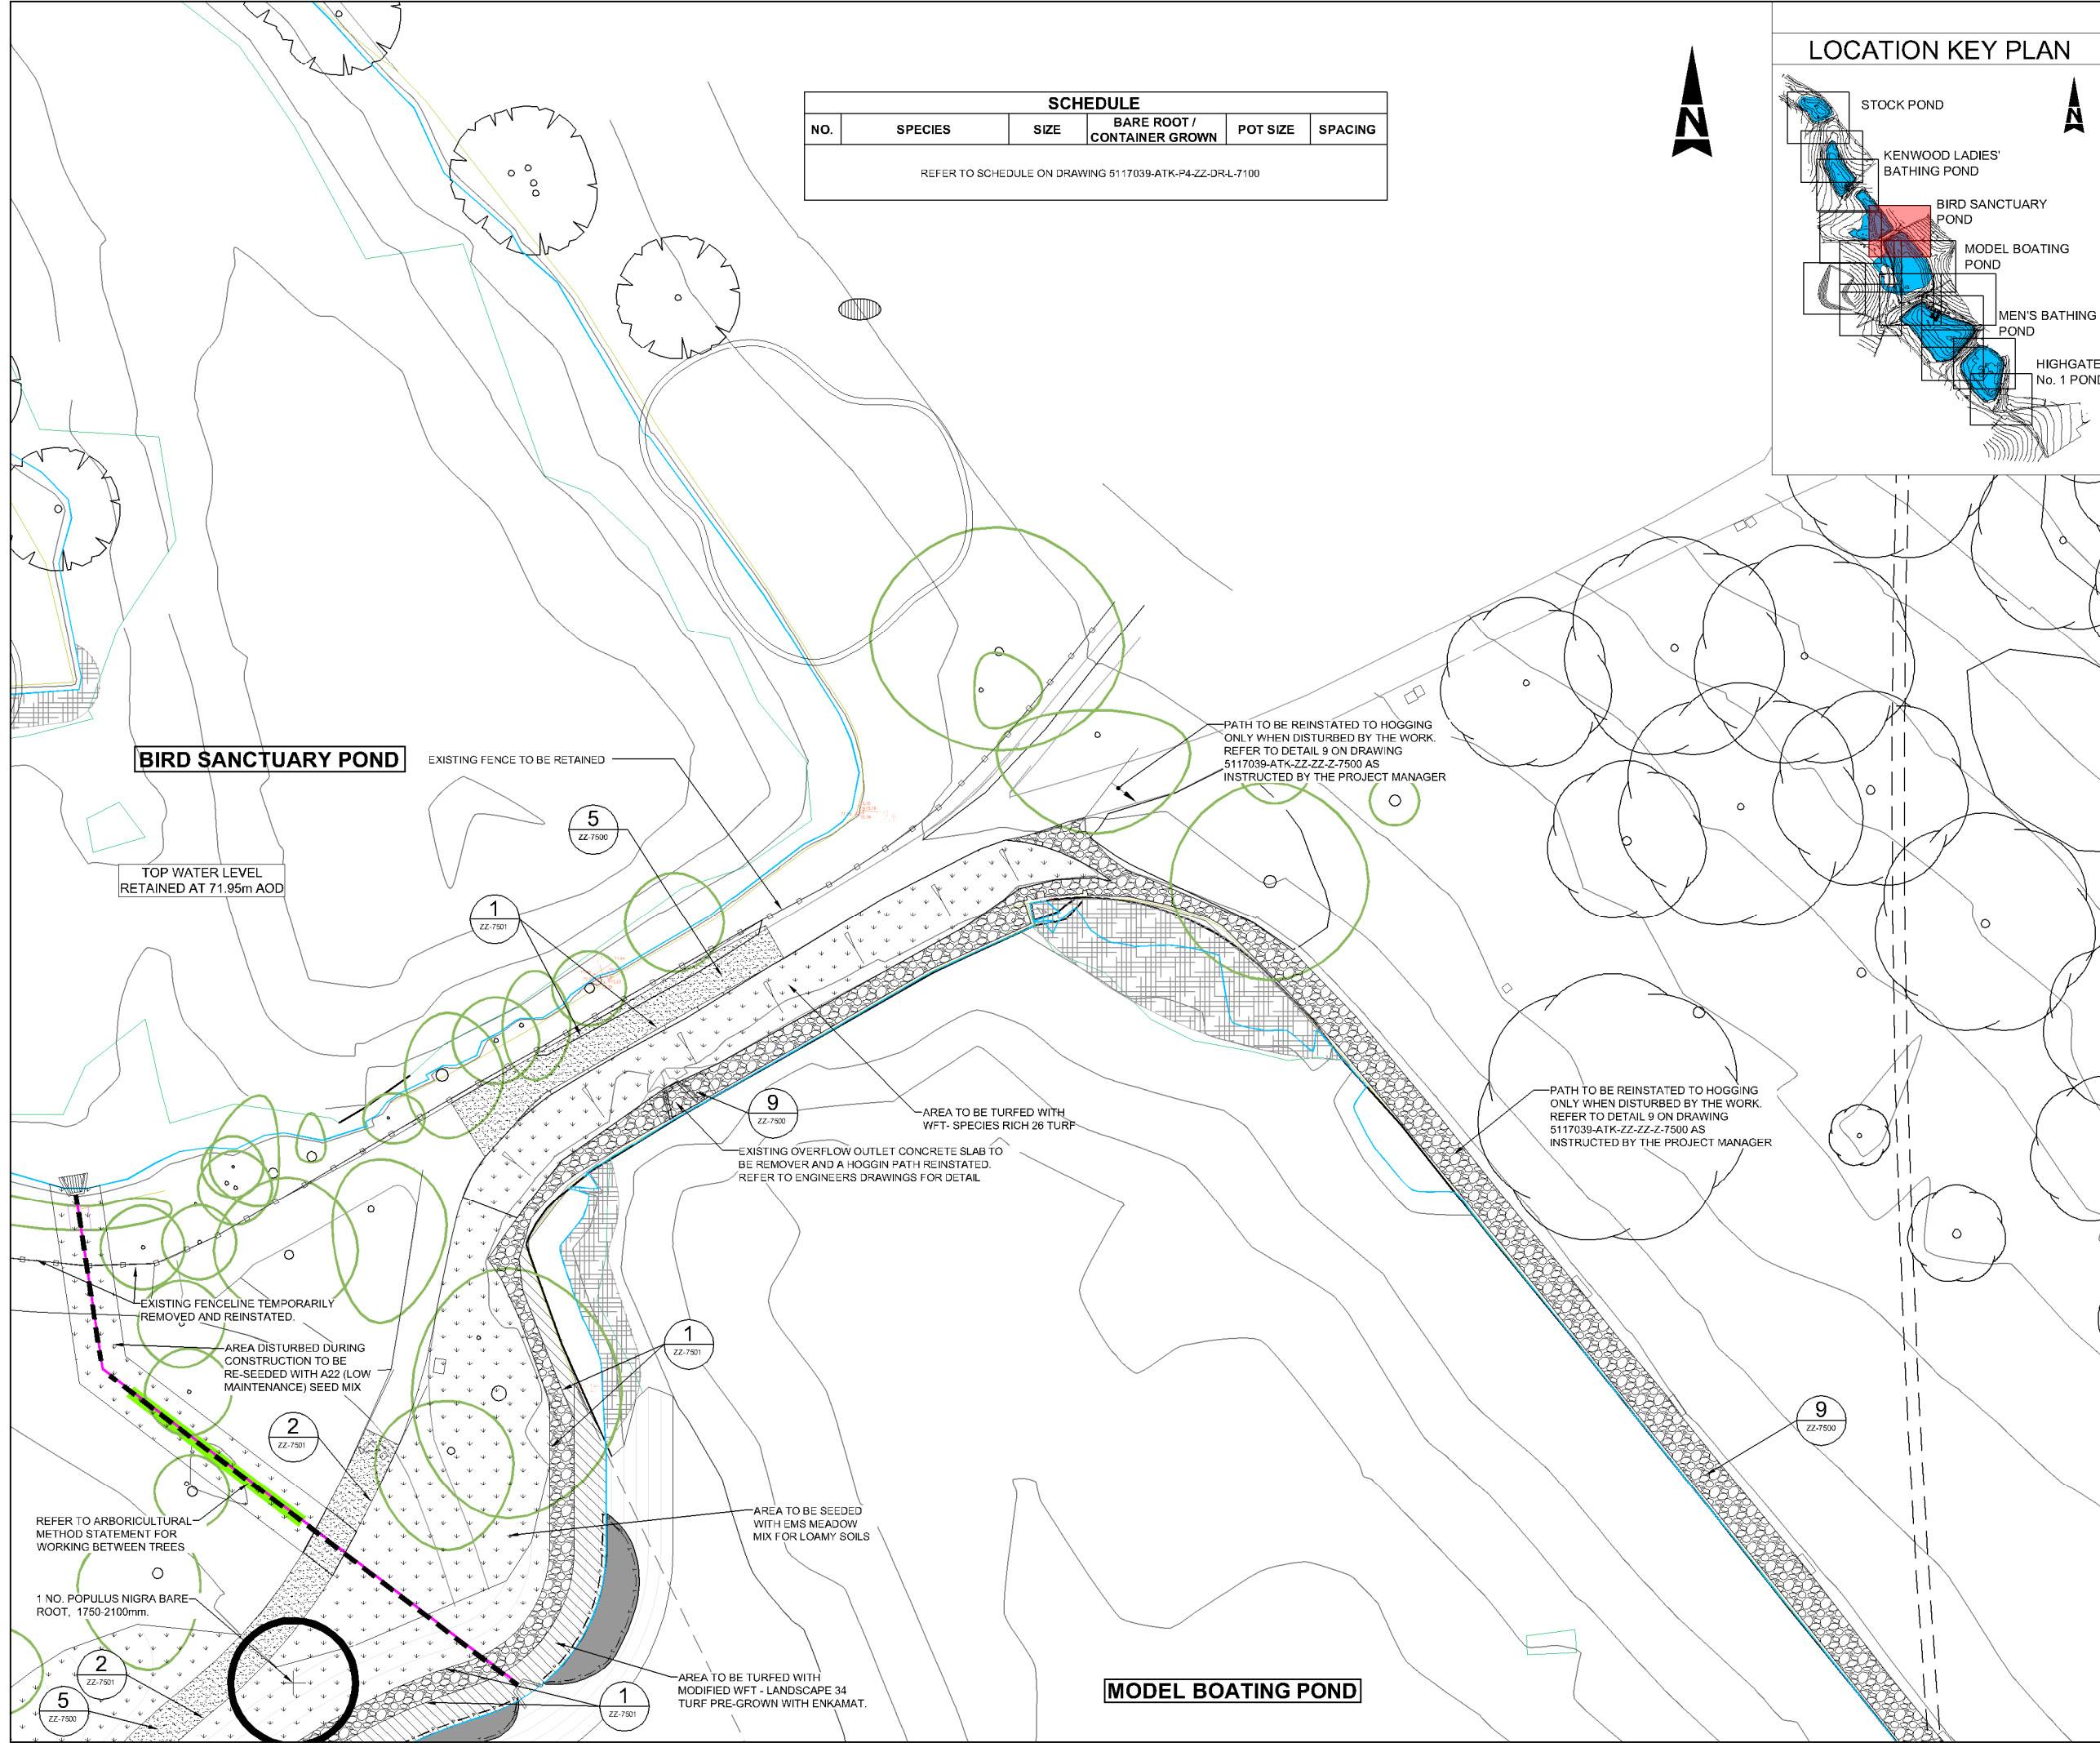 LOCATION KEY PLAN
N
STOCK POND
KENWOOD LADIES'
BATHING POND
BIRD SANCTUARY
POND
MODEL BOATING
POND
MEN'S BATHING
POND
HIGHGATE
No. 1 POND
N
SCHEDULE
NO. SPECIES SIZE BARE ROOT / CONTAINER GROWN POT SIZE SPACING
REFER TO SCHEDULE ON DRAWING 5117039-ATK-P4-ZZ-DR-L-7100
BIRD SANCTUARY POND
EXISTING FENCE TO BE RETAINED
PATH TO BE REINSTATED TO HOGGING
ONLY WHEN DISTURBED BY THE WORK.
REFER TO DETAIL 9 ON DRAWING
5117039-ATK-ZZ-ZZ-Z-7500 AS
INSTRUCTED BY THE PROJECT MANAGER
5
ZZ-7500
TOP WATER LEVEL
RETAINED AT 71.95m AOD
1
ZZ-7501
9
ZZ-7500
AREA TO BE TURFED WITH
WFT- SPECIES RICH 26 TURF
EXISTING OVERFLOW OUTLET CONCRETE SLAB TO
BE REMOVER AND A HOGGIN PATH REINSTATED.
REFER TO ENGINEERS DRAWINGS FOR DETAIL
PATH TO BE REINSTATED TO HOGGING
ONLY WHEN DISTURBED BY THE WORK.
REFER TO DETAIL 9 ON DRAWING
5117039-ATK-ZZ-ZZ-Z-7500 AS
INSTRUCTED BY THE PROJECT MANAGER
EXISTING FENCELINE TEMPORARILY
REMOVED AND REINSTATED.
AREA DISTURBED DURING
CONSTRUCTION TO BE
RE-SEEDED WITH A22 (LOW
MAINTENANCE) SEED MIX
1
ZZ-7501
2
ZZ-7501
9
ZZ-7500
REFER TO ARBORICULTURAL
METHOD STATEMENT FOR
WORKING BETWEEN TREES
AREA TO BE SEEDED
WITH EMS MEADOW
MIX FOR LOAMY SOILS
1 NO. POPULUS NIGRA BARE
ROOT, 1750-2100mm.
2
ZZ-7501
5
ZZ-7500
1
ZZ-7501
AREA TO BE TURFED WITH
MODIFIED WFT - LANDSCAPE 34
TURF PRE-GROWN WITH ENKAMAT.
MODEL BOATING POND